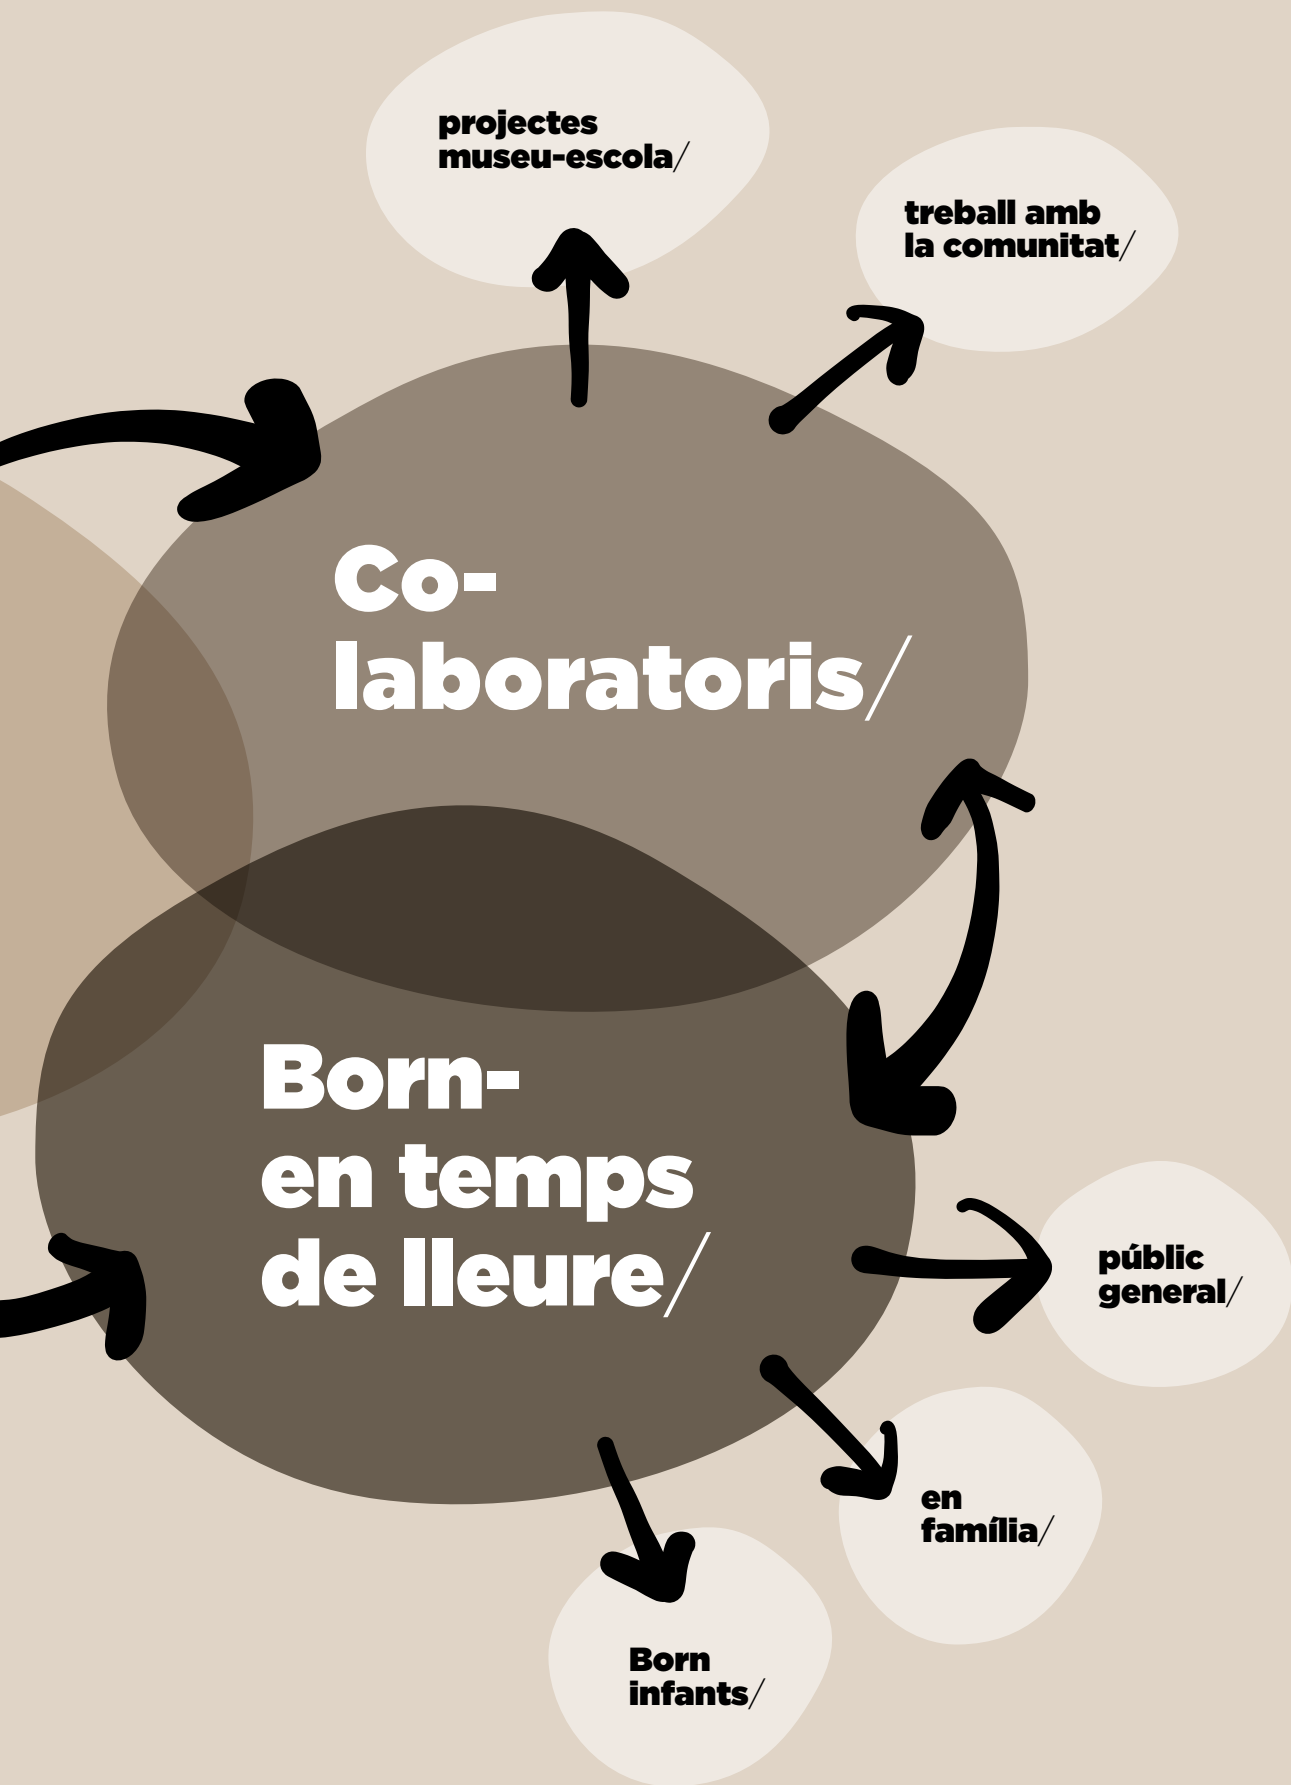 projectes
museu-escola/
treball amb
la comunitat/
Co-
laboratoris/
Born-
en temps
de lleure/
públic
general/
en
família/
Born
infants/